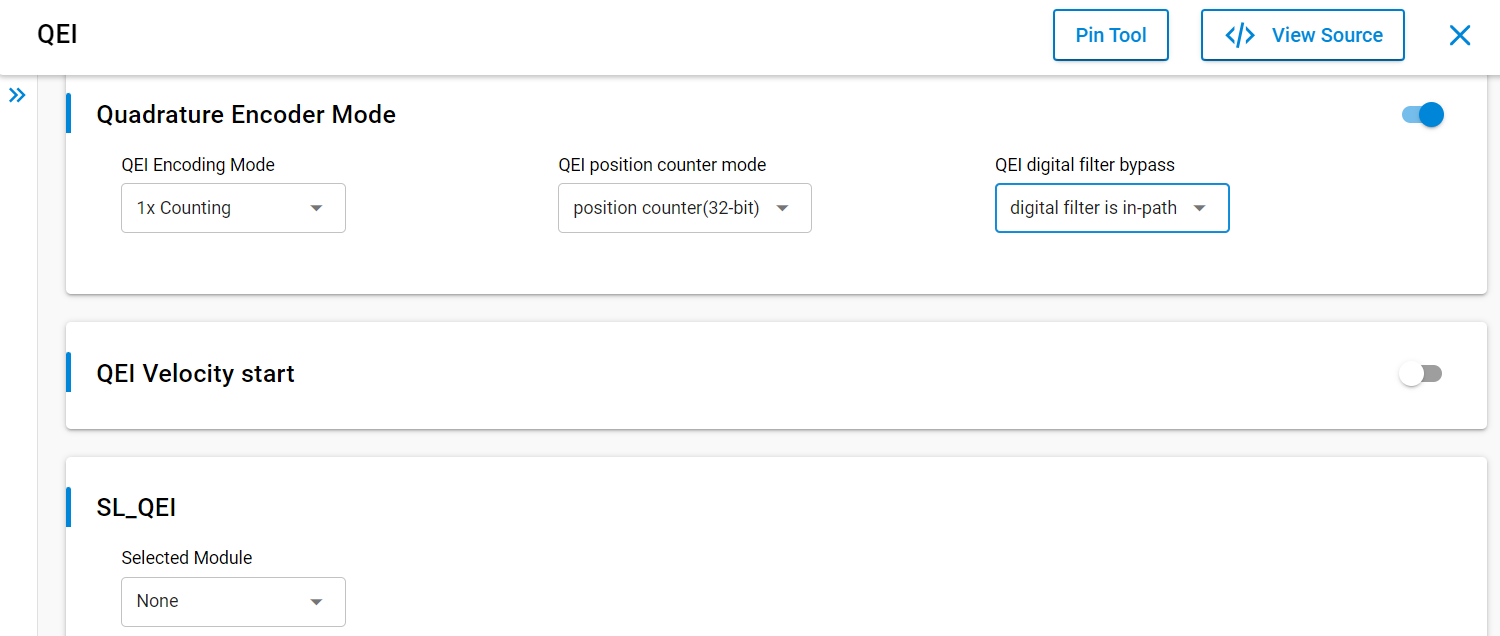 QEI
Pin Tool
</> View Source
Quadrature Encoder Mode
QEI Encoding Mode
QEI position counter mode
QEI digital filter bypass
1x Counting
position counter(32-bit)
digital filter is in-path
QEI Velocity start
SL_QEI
Selected Module
None